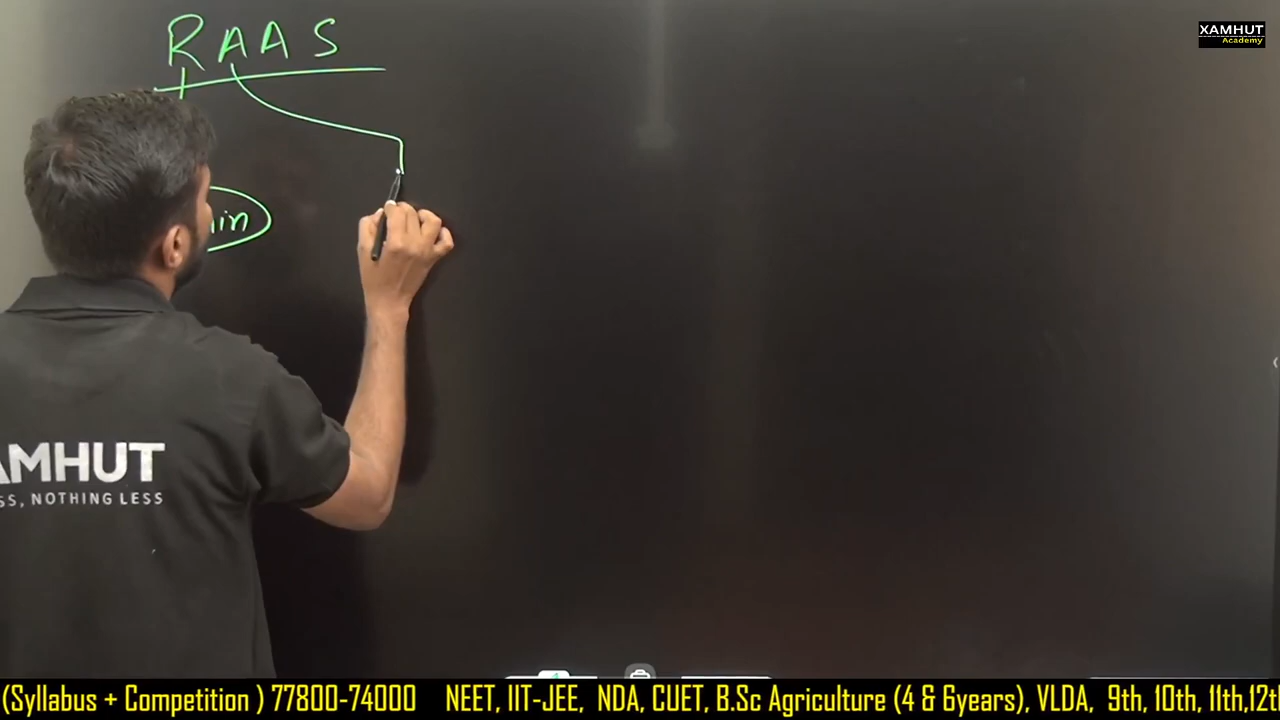 RAAS
XAMHUT
Academy
in
AMHUT
SS, NOTHING LESS
(Syllabus + Competition ) 77800-74000 NEET, IIT-JEE, NDA, CUET, B.Sc Agriculture (4 & 6years), VLDA, 9th, 10th, 11th,12t